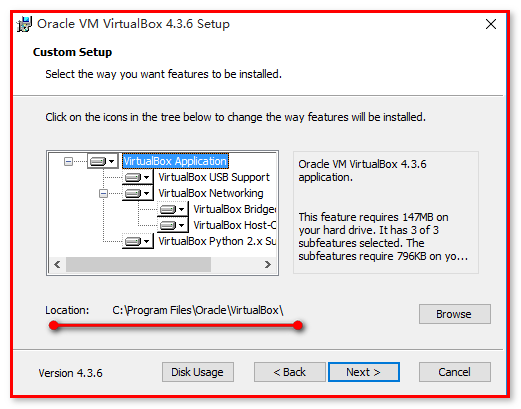 Oracle VM VirtualBox 4.3.6 Setup
Custom Setup
Select the way you want features to be installed.
Click on the icons in the tree below to change the way features will be installed.
VirtualBox Application
VirtualBox USB Support
VirtualBox Networking
VirtualBox Bridged
VirtualBox Host-O
VirtualBox Python 2.x Su
Oracle VM VirtualBox 4.3.6
application.
This feature requires 147MB on
your hard drive. It has 3 of 3
subfeatures selected. The
subfeatures require 796KB on yo...
Location: C:\Program Files\Oracle\VirtualBox\
Browse
Version 4.3.6
Disk Usage
< Back
Next >
Cancel